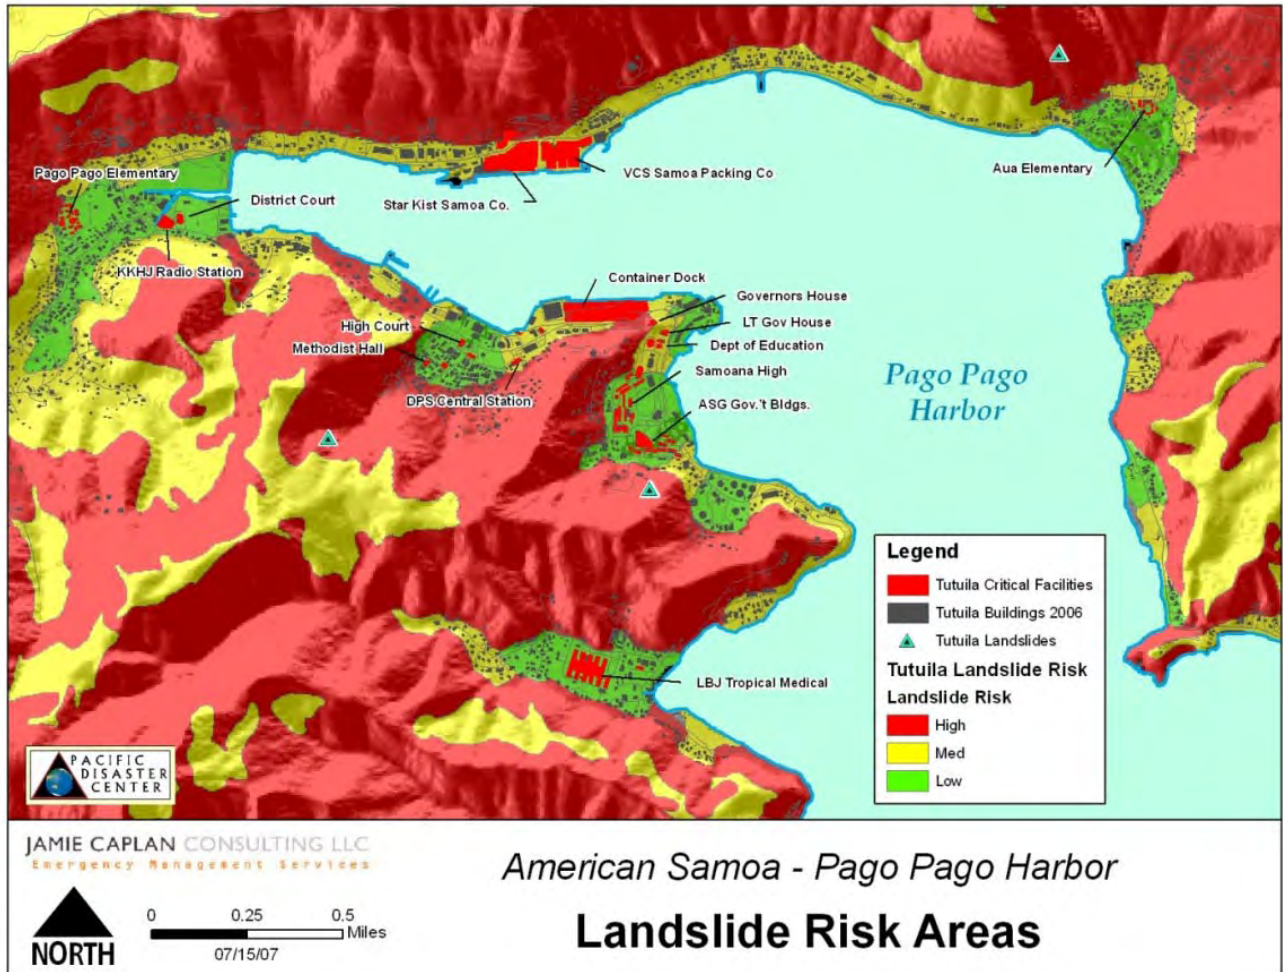 Pago Pago Elementary
District Court
KKHJ Radio Station
Star Kist Samoa Co.
VCS Samoa Packing Co
Aua Elementary
Container Dock
Governors House
LT Gov House
Dept of Education
High Court
Methodist Hall
DPS Central Station
Samoana High
ASG Gov.'t Bldgs.
Pago Pago
Harbor
LBJ Tropical Medical
Legend
Tutuila Critical Facilities
Tutuila Buildings 2006
Tutuila Landslides
Tutuila Landslide Risk
Landslide Risk
High
Med
Low
PACIFIC
DISASTER
CENTER
JAMIE CAPLAN CONSULTING LLC
Emergency Management Services
NORTH
0 0.25 0.5
Miles
07/15/07
American Samoa - Pago Pago Harbor
Landslide Risk Areas